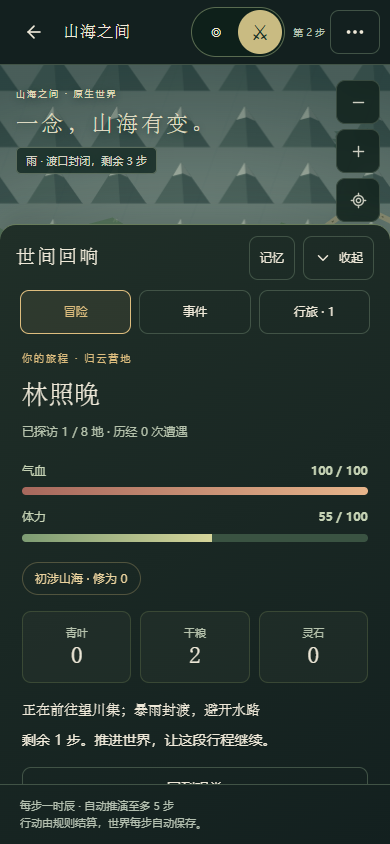 山海之间
第 2 步
山海之间 · 原生世界
一念，山海有变。
雨 · 渡口封闭，剩余 3 步
世间回响
记忆
收起
冒险
事件
行旅 · 1
你的旅程 · 归云营地
林照晚
已探访 1 / 8 地 · 历经 0 次遭遇
气血
100 / 100
体力
55 / 100
初涉山海 · 修为 0
青叶
干粮
灵石
0
2
0
正在前往望川集；暴雨封渡，避开水路
剩余 1 步。推进世界，让这段行程继续。
每步一时辰 · 自动推演至多 5 步
行动由规则结算，世界每步自动保存。